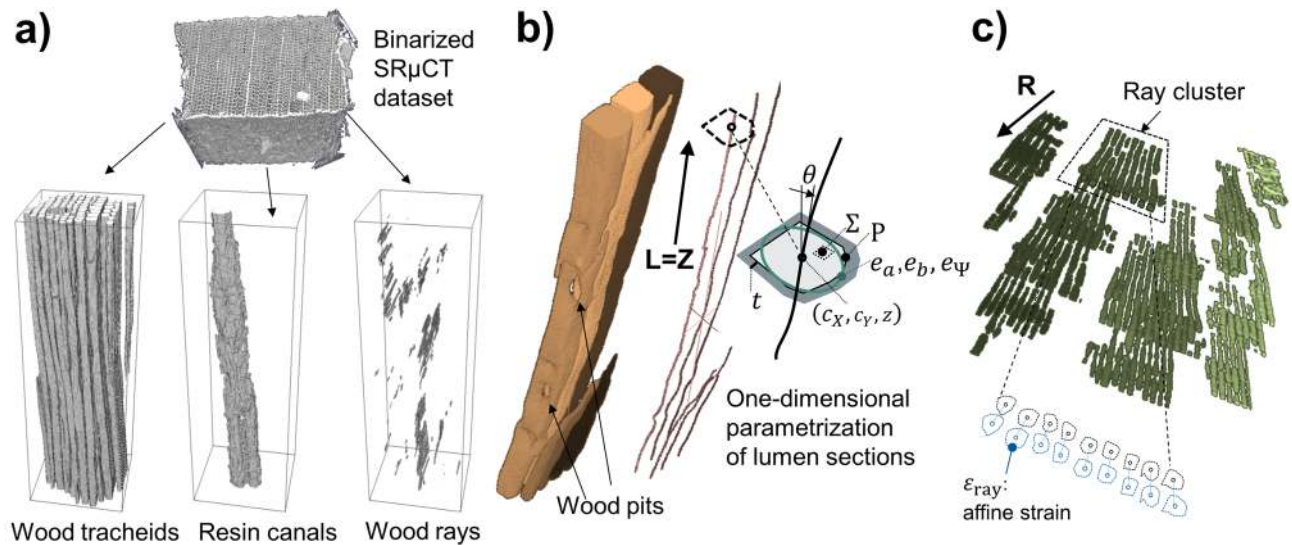 a)
Binarized
SRµCT
dataset
Wood tracheids
Resin canals
Wood rays
b)
L=Z
θ
Σ
P
e_a, e_b, e_Ψ
t
(c_X, c_Y, z)
One-dimensional
parametrization
of lumen sections
Wood pits
c)
R
Ray cluster
ε_ray
affine strain